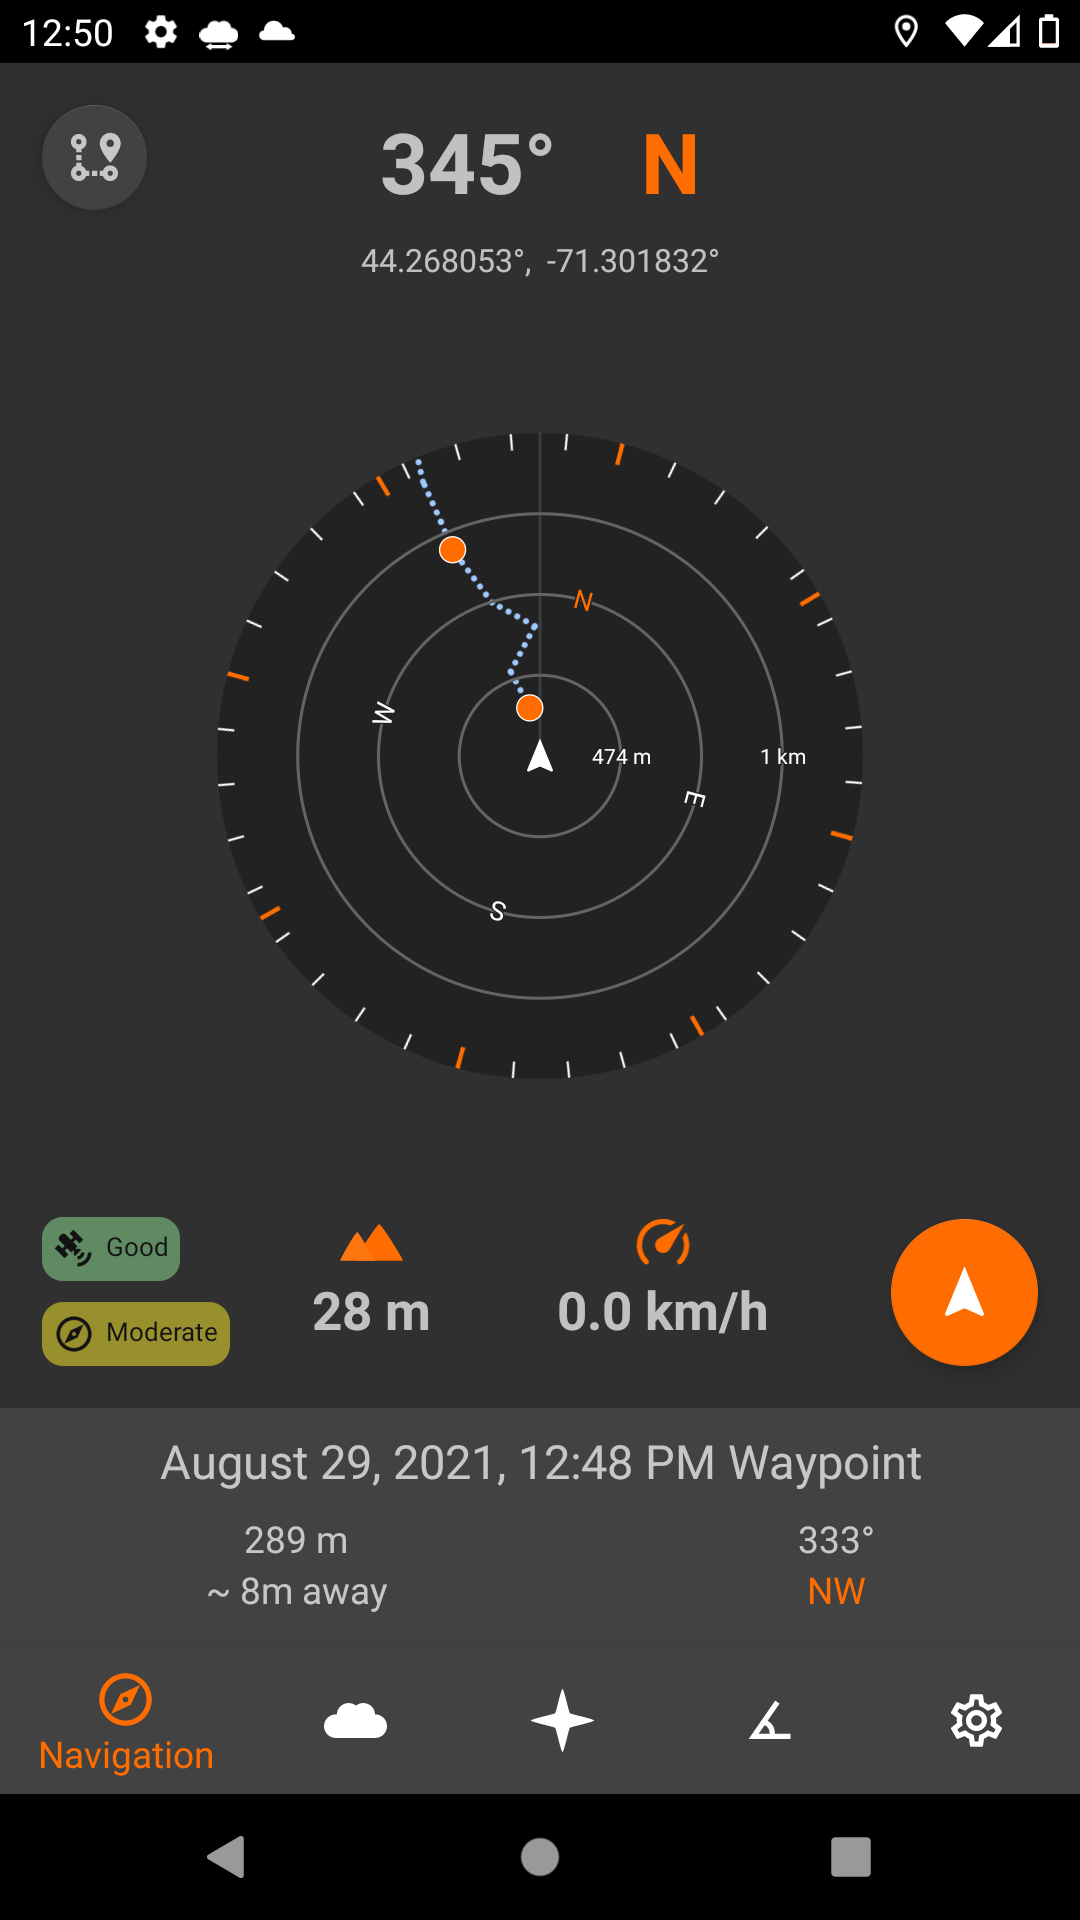 12:50
345° N
44.268053°, -71.301832°
N
W
474 m
1 km
E
S
Good
Moderate
28 m
0.0 km/h
August 29, 2021, 12:48 PM Waypoint
289 m
333°
~ 8m away
NW
Navigation